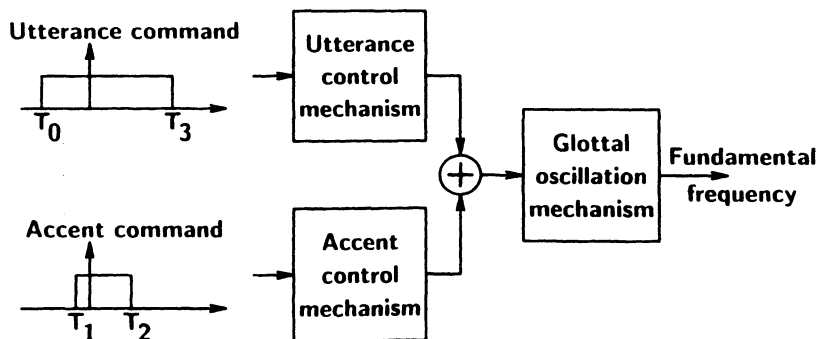 Utterance command
T0
T3
Utterance
control
mechanism
Accent command
T1
T2
Accent
control
mechanism
+
Glottal
oscillation
mechanism
Fundamental
frequency